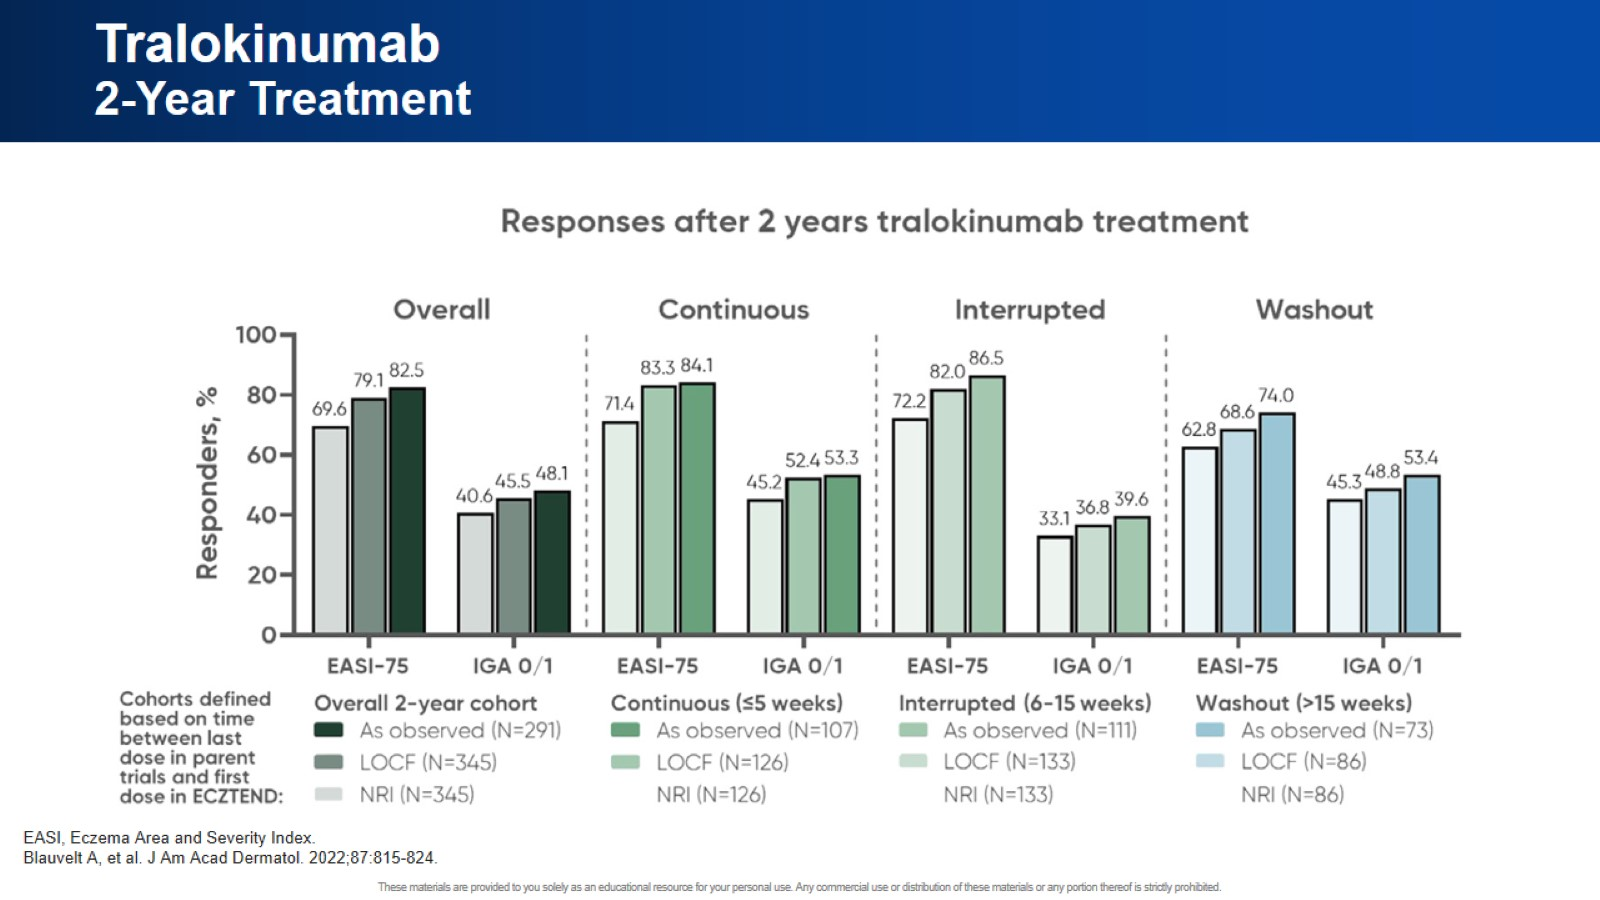 Tralokinumab
2-Year Treatment
Responses after 2 years tralokinumab treatment
Overall
Continuous
Interrupted
Washout
Responders, %
100
80
60
40
20
0
69.6 79.1 82.5
40.6 45.5 48.1
71.4 83.3 84.1
45.2 52.4 53.3
72.2 82.0 86.5
33.1 36.8 39.6
62.8 68.6 74.0
45.3 48.8 53.4
EASI-75 IGA 0/1 EASI-75 IGA 0/1 EASI-75 IGA 0/1 EASI-75 IGA 0/1
Cohorts defined
based on time
between last
dose in parent
trials and first
dose in ECZTEND:
Overall 2-year cohort
As observed (N=291)
LOCF (N=345)
NRI (N=345)
Continuous (≤5 weeks)
As observed (N=107)
LOCF (N=126)
NRI (N=126)
Interrupted (6-15 weeks)
As observed (N=111)
LOCF (N=133)
NRI (N=133)
Washout (>15 weeks)
As observed (N=73)
LOCF (N=86)
NRI (N=86)
EASI, Eczema Area and Severity Index.
Blauvelt A, et al. J Am Acad Dermatol. 2022;87:815-824.
These materials are provided to you solely as an educational resource for your personal use. Any commercial use or distribution of these materials or any portion thereof is strictly prohibited.